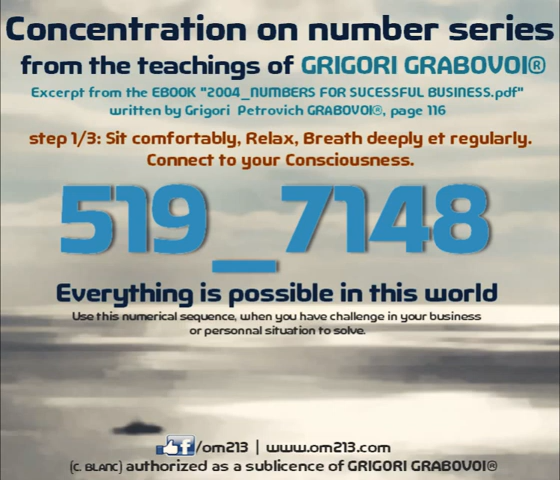 Concentration on number series
from the teachings of GRIGORI GRABOVOI®
Excerpt from the EBOOK "2004_NUMBERS FOR SUCESSFUL BUSINESS.pdf"
written by Grigori Petrovich GRABOVOI®, page 116
step 1/3: Sit comfortably, Relax, Breath deeply et regularly.
Connect to your Consciousness.
519_7148
Everything is possible in this world
Use this numerical sequence, when you have challenge in your business
or personnal situation to solve.
f/om213 | www.om213.com
(C. BLANC) authorized as a sublicence of GRIGORI GRABOVOI®